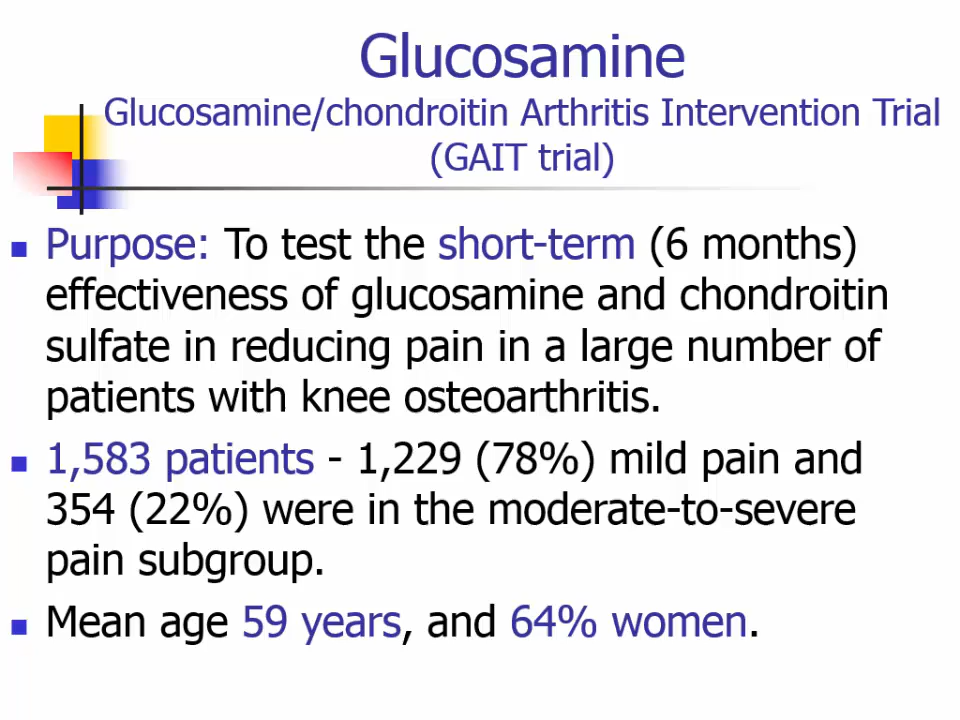 Glucosamine
Glucosamine/chondroitin Arthritis Intervention Trial
(GAIT trial)
Purpose: To test the short-term (6 months)
effectiveness of glucosamine and chondroitin
sulfate in reducing pain in a large number of
patients with knee osteoarthritis.
1,583 patients - 1,229 (78%) mild pain and
354 (22%) were in the moderate-to-severe
pain subgroup.
Mean age 59 years, and 64% women.